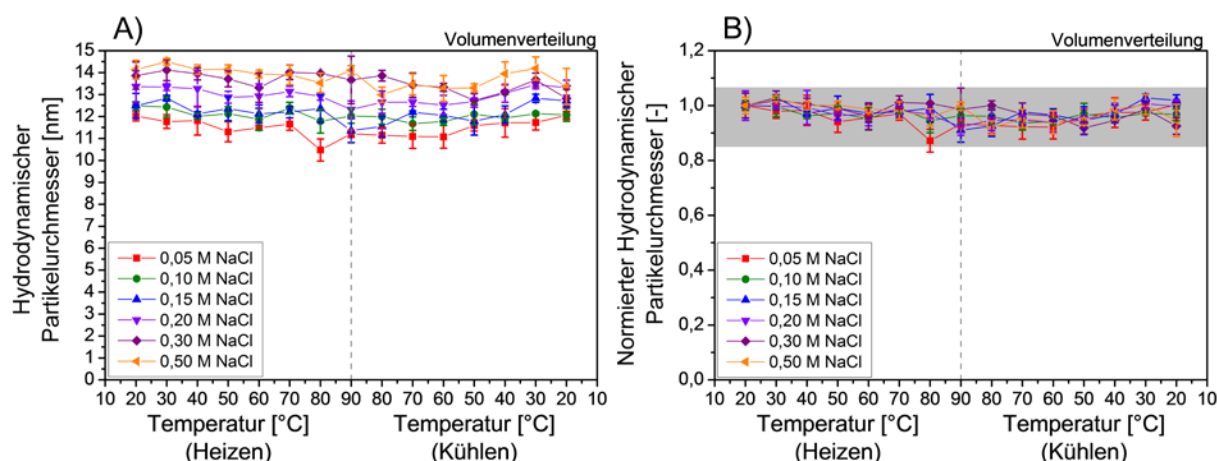 A)
Volumenverteilung
Hydrodynamischer
Partikelurchmesser [nm]
15
14
13
12
11
10
9
8
7
6
5
4
3
2
1
0
0,05 M NaCl
0,10 M NaCl
0,15 M NaCl
0,20 M NaCl
0,30 M NaCl
0,50 M NaCl
10 20 30 40 50 60 70 80 90 80 70 60 50 40 30 20 10
Temperatur [°C] Temperatur [°C]
(Heizen) (Kühlen)
B)
Volumenverteilung
Normierter Hydrodynamischer
Partikelurchmesser [-]
1,2
1,0
0,8
0,6
0,4
0,2
0,0
0,05 M NaCl
0,10 M NaCl
0,15 M NaCl
0,20 M NaCl
0,30 M NaCl
0,50 M NaCl
10 20 30 40 50 60 70 80 90 80 70 60 50 40 30 20 10
Temperatur [°C] Temperatur [°C]
(Heizen) (Kühlen)